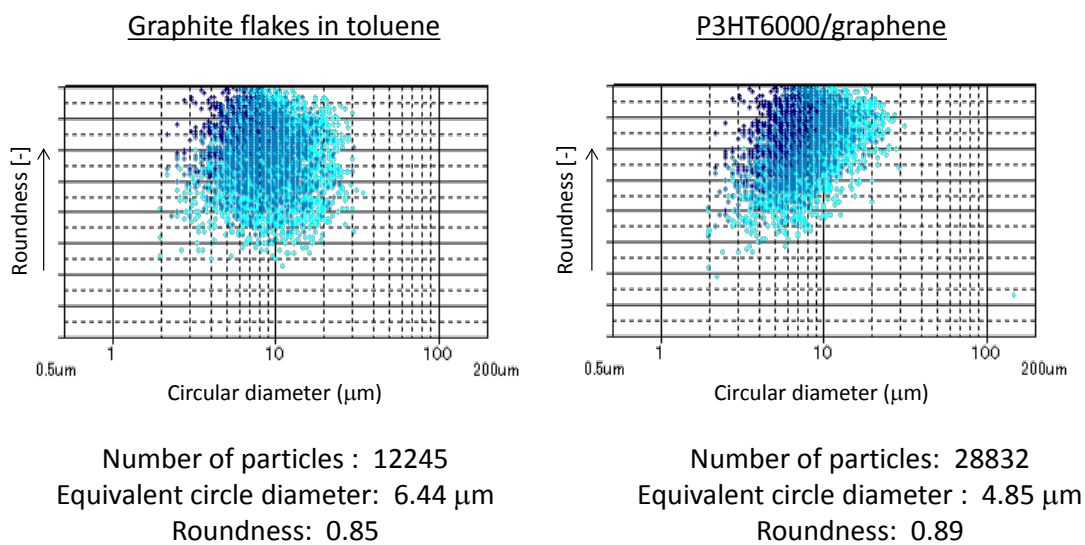 Graphite flakes in toluene
Roundness [-]
1
10
100
0.5um
200um
Circular diameter (μm)
Number of particles : 12245
Equivalent circle diameter: 6.44 μm
Roundness: 0.85
P3HT6000/graphene
Roundness [-]
1
10
100
0.5um
200um
Circular diameter (μm)
Number of particles: 28832
Equivalent circle diameter : 4.85 μm
Roundness: 0.89